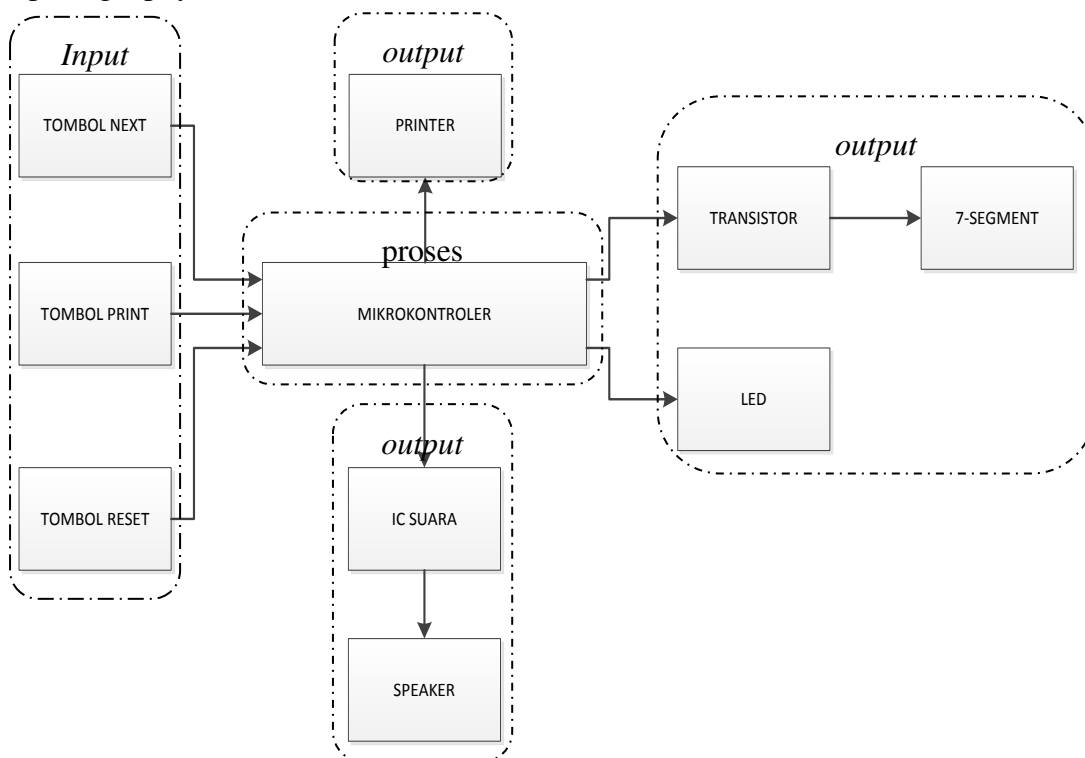 Input
TOMBOL NEXT
TOMBOL PRINT
TOMBOL RESET
output
PRINTER
proses
MIKROKONTROLER
output
IC SUARA
SPEAKER
output
TRANSISTOR
7-SEGMENT
LED